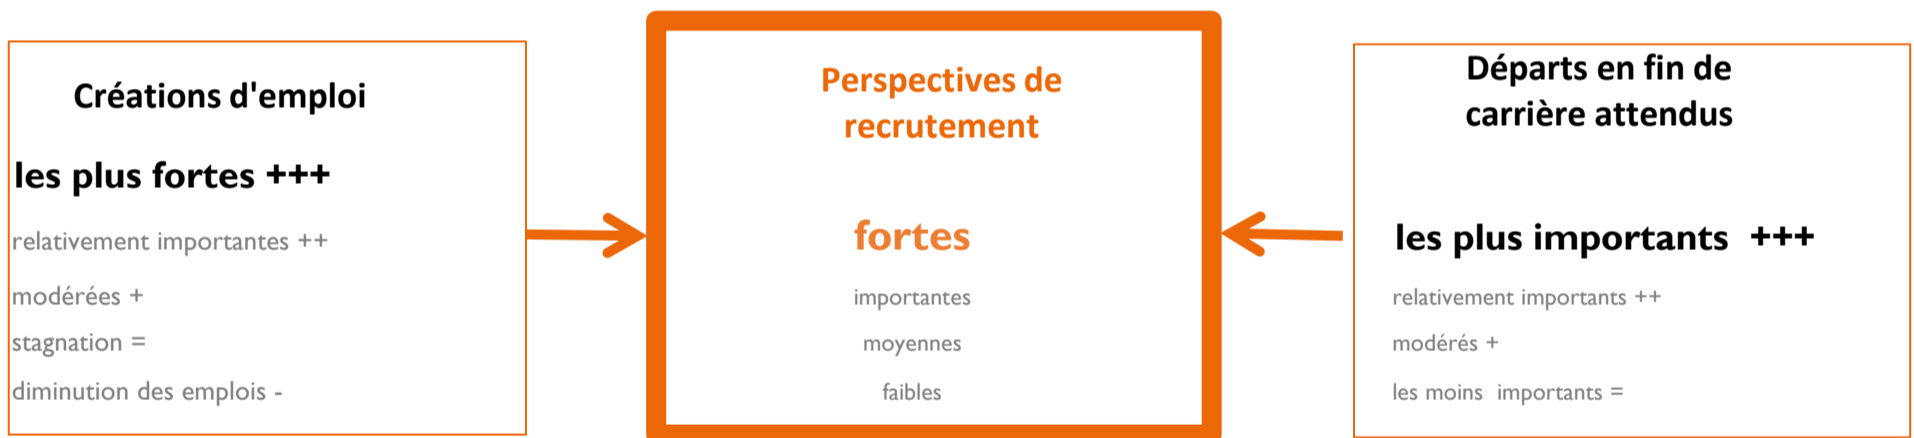 Créations d'emploi
les plus fortes +++
relativement importantes ++
modérées +
stagnation =
diminution des emplois -
Perspectives de
recrutement
fortes
importantes
moyennes
faibles
Départs en fin de
carrière attendus
les plus importants +++
relativement importants ++
modérés +
les moins importants =